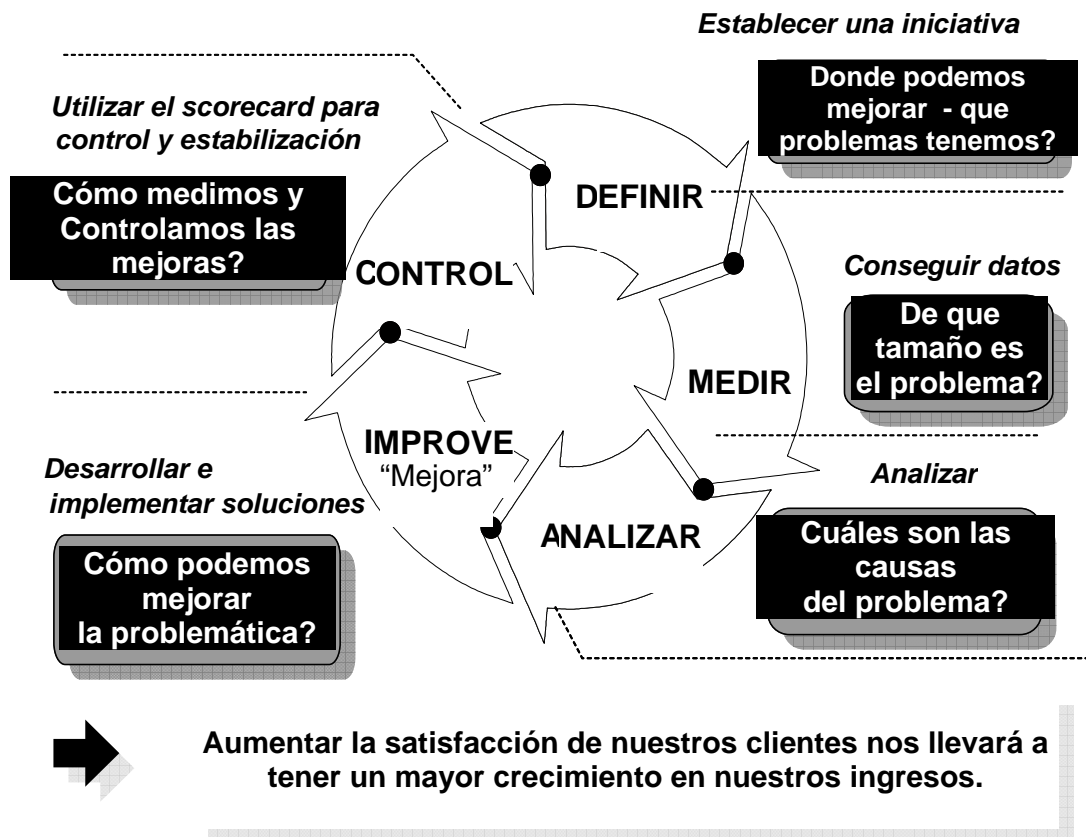 Establecer una iniciativa
Donde podemos
mejorar - que
problemas tenemos?
Utilizar el scorecard para
control y estabilización
Cómo medimos y
Controlamos las
mejoras?
DEFINIR
CONTROL
Conseguir datos
De que
tamaño es
el problema?
MEDIR
IMPROVE
“Mejora”
Desarrollar e
implementar soluciones
Cómo podemos
mejorar
la problemática?
ANALIZAR
Analizar
Cuáles son las
causas
del problema?
Aumentar la satisfacción de nuestros clientes nos llevará a
tener un mayor crecimiento en nuestros ingresos.